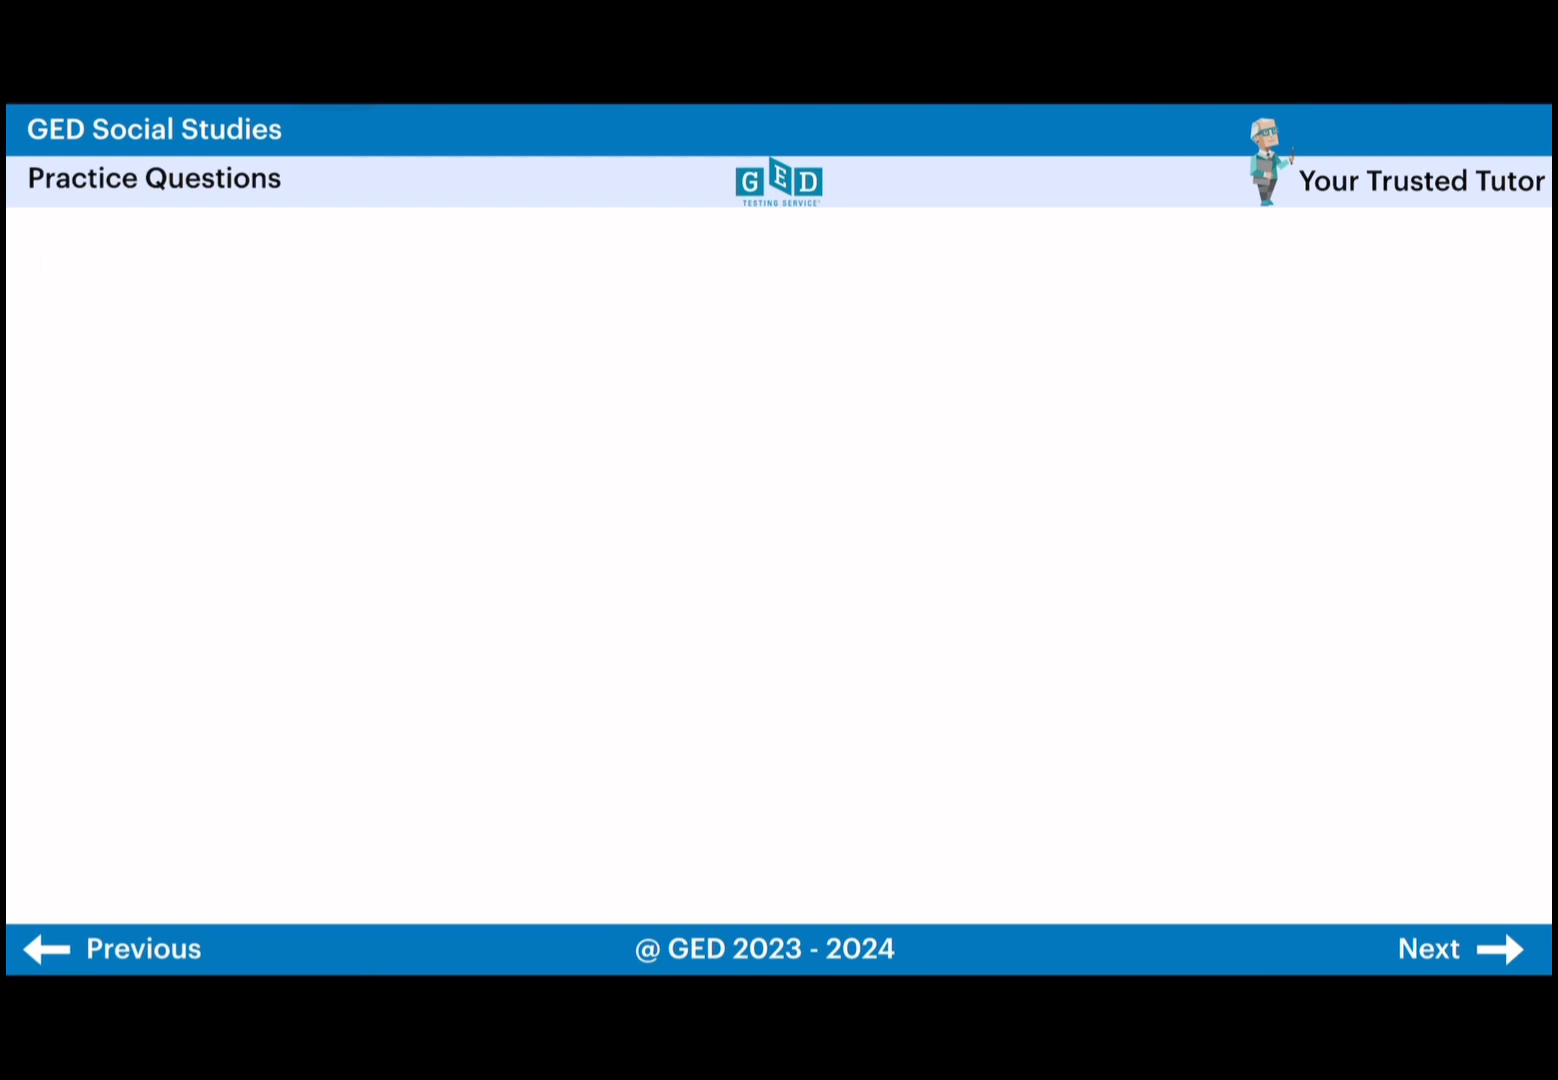 GED Social Studies
Practice Questions
GED
TESTING SERVICE
Your Trusted Tutor
Previous
@ GED 2023 - 2024
Next